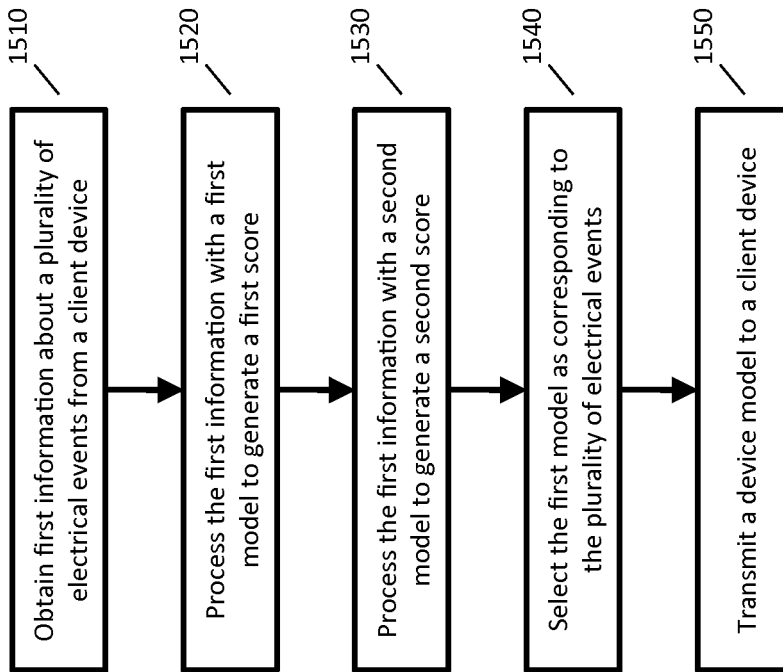 1510
Obtain first information about a plurality of
electrical events from a client device
1520
Process the first information with a first
model to generate a first score
1530
Process the first information with a second
model to generate a second score
1540
Select the first model as corresponding to
the plurality of electrical events
1550
Transmit a device model to a client device